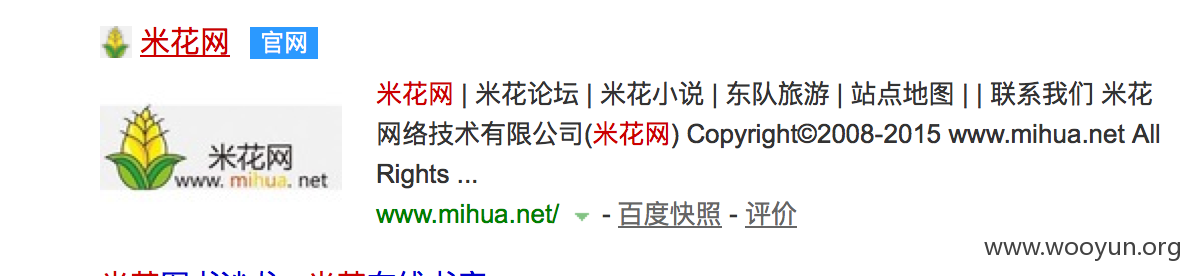 米花网 官网
米花网 | 米花论坛 | 米花小说 | 东队旅游 | 站点地图 | | 联系我们 米花
网络技术有限公司(米花网) Copyright©2008-2015 www.mihua.net All
Rights ...
米花网
www.mihua.net
www.mihua.net/ - 百度快照 - 评价
www.wooyun.org